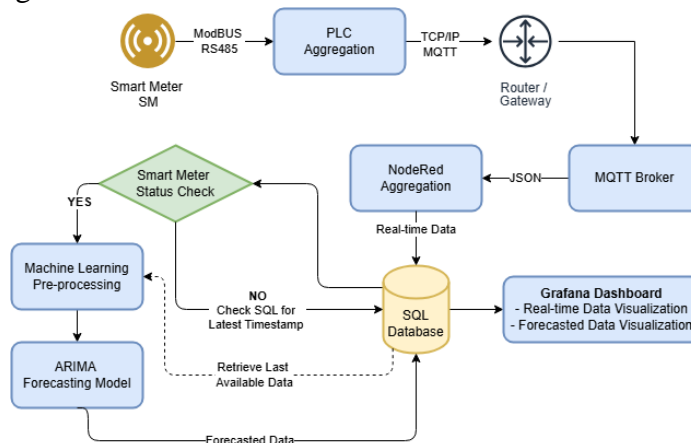 ModBUS
RS485
PLC
Aggregation
TCP/IP
MQTT
Smart Meter
SM
Router /
Gateway
Smart Meter
Status Check
NodeRed
Aggregation
JSON
MQTT Broker
YES
Real-time Data
Machine Learning
Pre-processing
NO
Check SQL for
Latest Timestamp
SQL
Database
Grafana Dashboard
- Real-time Data Visualization
- Forecasted Data Visualization
ARIMA
Forecasting Model
Retrieve Last
Available Data
Forecasted Data